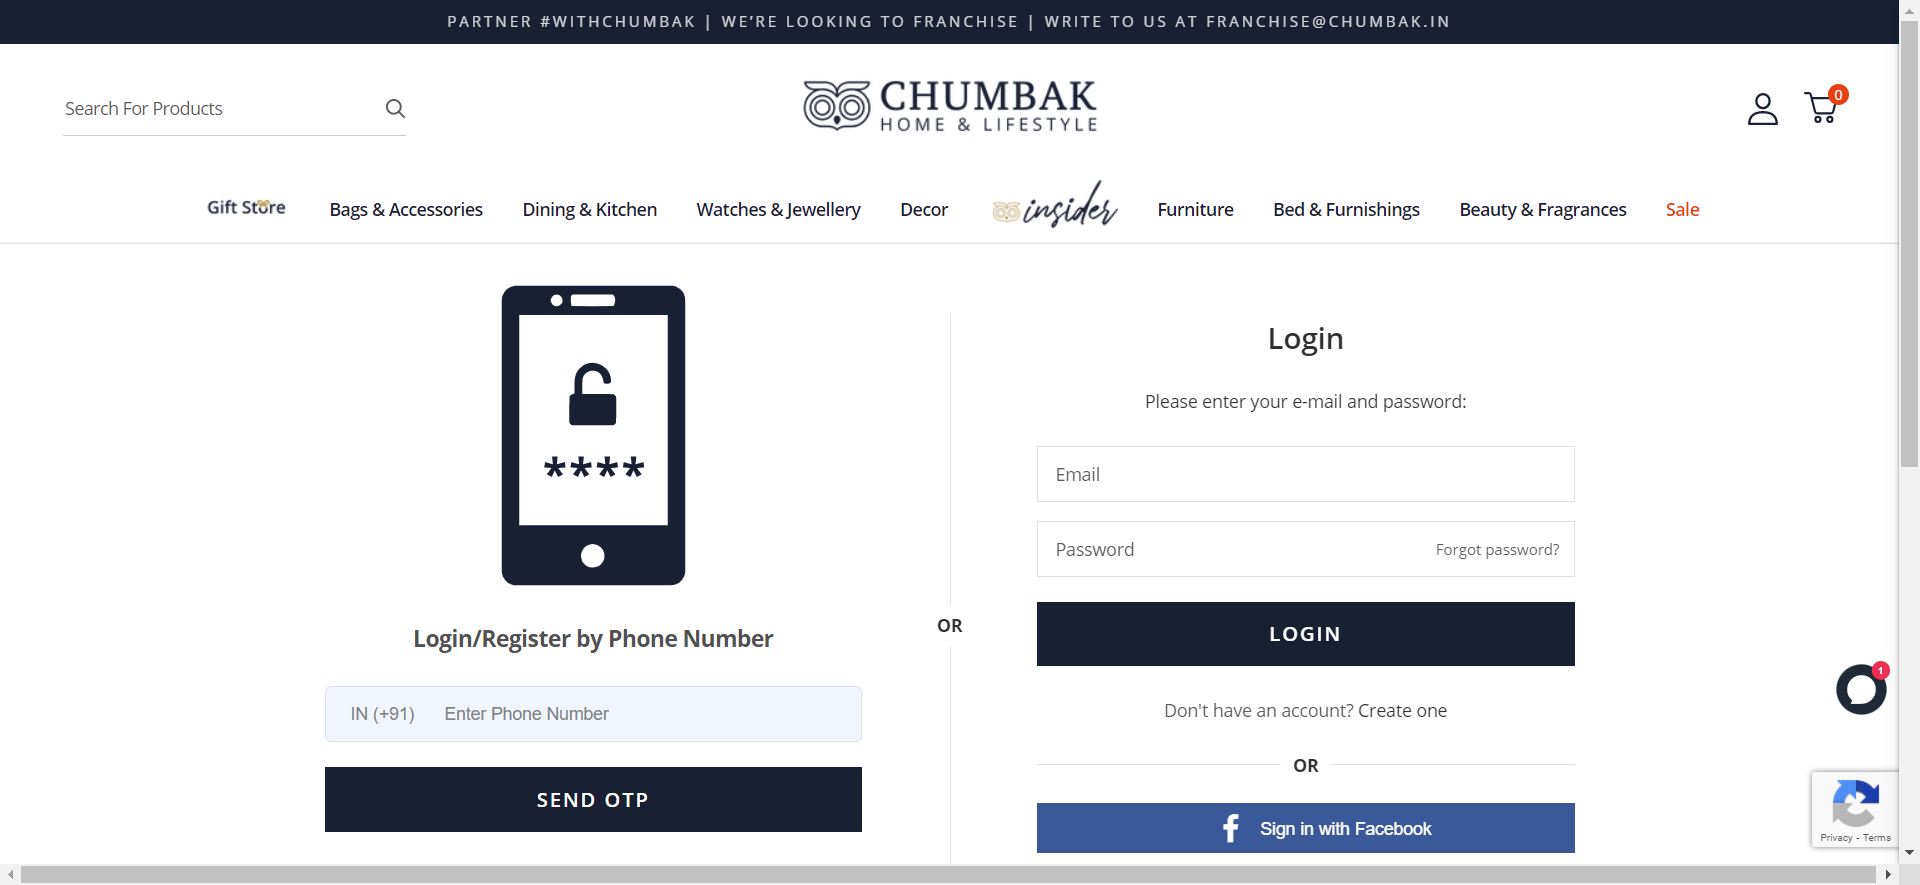 PARTNER #WITHCHUMBAK | WE'RE LOOKING TO FRANCHISE | WRITE TO US AT FRANCHISE@CHUMBAK.IN
Search For Products
CHUMBAK
HOME & LIFESTYLE
0
Gift Store
Bags & Accessories
Dining & Kitchen
Watches & Jewellery
Decor
insider
Furniture
Bed & Furnishings
Beauty & Fragrances
Sale
****
Login/Register by Phone Number
IN (+91) Enter Phone Number
SEND OTP
OR
Login
Please enter your e-mail and password:
Email
Password Forgot password?
LOGIN
Don't have an account? Create one
OR
Sign in with Facebook
1
Privacy - Terms